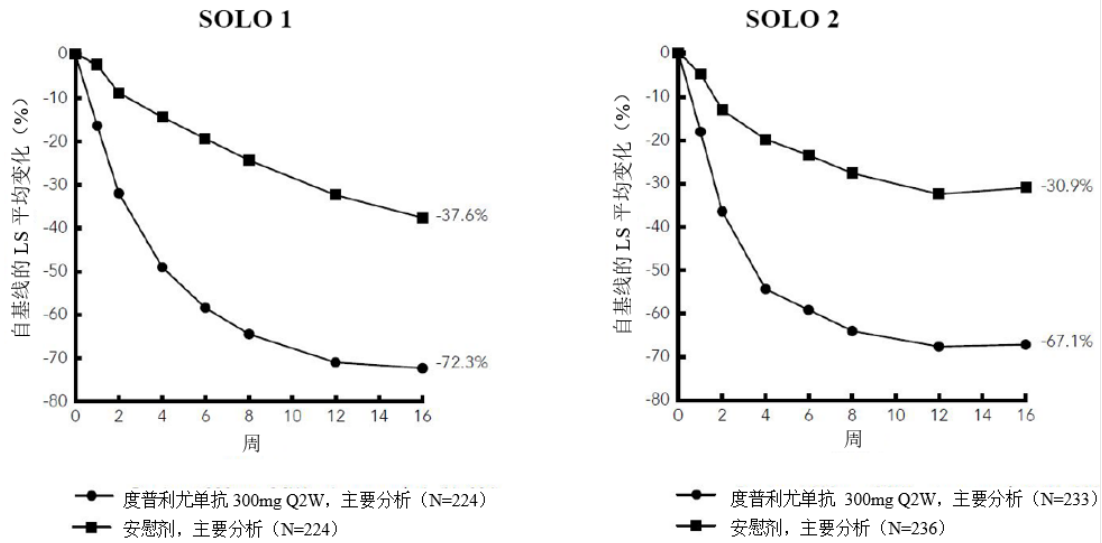 SOLO 1
自基线的 LS 平均变化（%）
0
-10
-20
-30
-40
-50
-60
-70
-80
-37.6%
-72.3%
0 2 4 6 8 10 12 14 16
周
度普利尤单抗 300mg Q2W，主要分析（N=224）
安慰剂，主要分析（N=224）
SOLO 2
自基线的 LS 平均变化（%）
0
-10
-20
-30
-40
-50
-60
-70
-80
-30.9%
-67.1%
0 2 4 6 8 10 12 14 16
周
度普利尤单抗 300mg Q2W，主要分析（N=233）
安慰剂，主要分析（N=236）